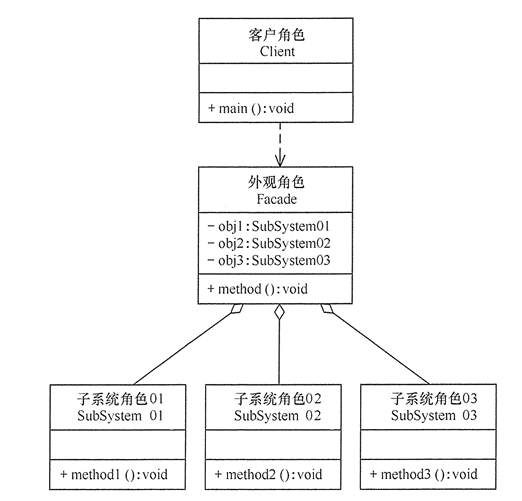 客户角色
Client
+ main ():void
外观角色
Facade
- obj1:SubSystem01
- obj2:SubSystem02
- obj3:SubSystem03
+ method ():void
子系统角色01
SubSystem 01
+ method1 ():void
子系统角色02
SubSystem 02
+ method2 ():void
子系统角色03
SubSystem 03
+ method3 ():void